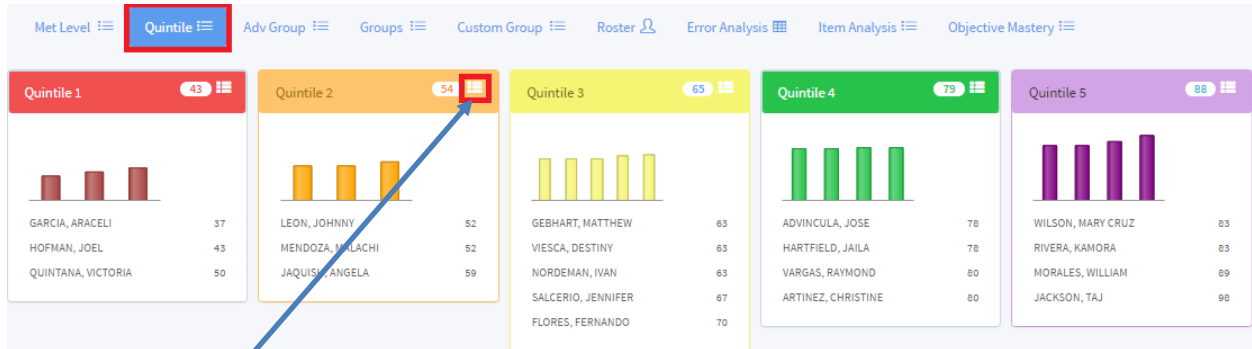 Met Level Quintile Adv Group Groups Custom Group Roster Error Analysis Item Analysis Objective Mastery
Quintile 1 43
GARCIA, ARACELI 37
HOFMAN, JOEL 43
QUINTANA, VICTORIA 50
Quintile 2 54
LEON, JOHNNY 52
MENDOZA, MALACHI 52
JAQUISH, ANGELA 59
Quintile 3 65
GEBHART, MATTHEW 63
VIESCA, DESTINY 63
NORDEMAN, IVAN 63
SALCERIO, JENNIFER 67
FLORES, FERNANDO 70
Quintile 4 79
ADVINCULA, JOSE 78
HARTFIELD, JAILA 78
VARGAS, RAYMOND 80
ARTINEZ, CHRISTINE 80
Quintile 5 88
WILSON, MARY CRUZ 83
RIVERA, KAMORA 83
MORALES, WILLIAM 89
JACKSON, TAJ 98